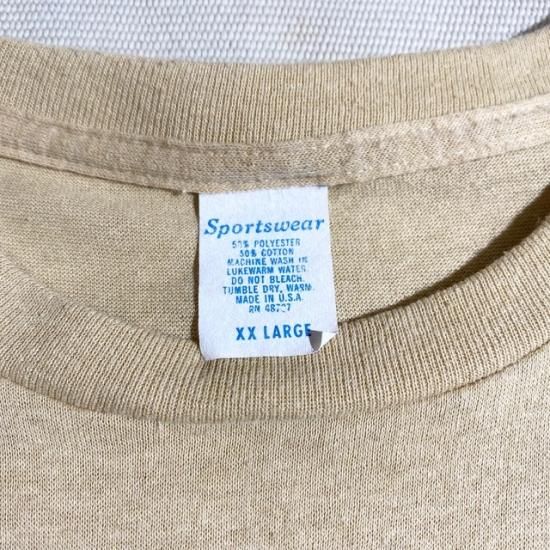 Sportswear
50% POLYESTER
50% COTTON
MACHINE WASH IN
LUKEWARM WATER.
DO NOT BLEACH.
TUMBLE DRY, WARM.
MADE IN U.S.A.
RN
XX LARGE